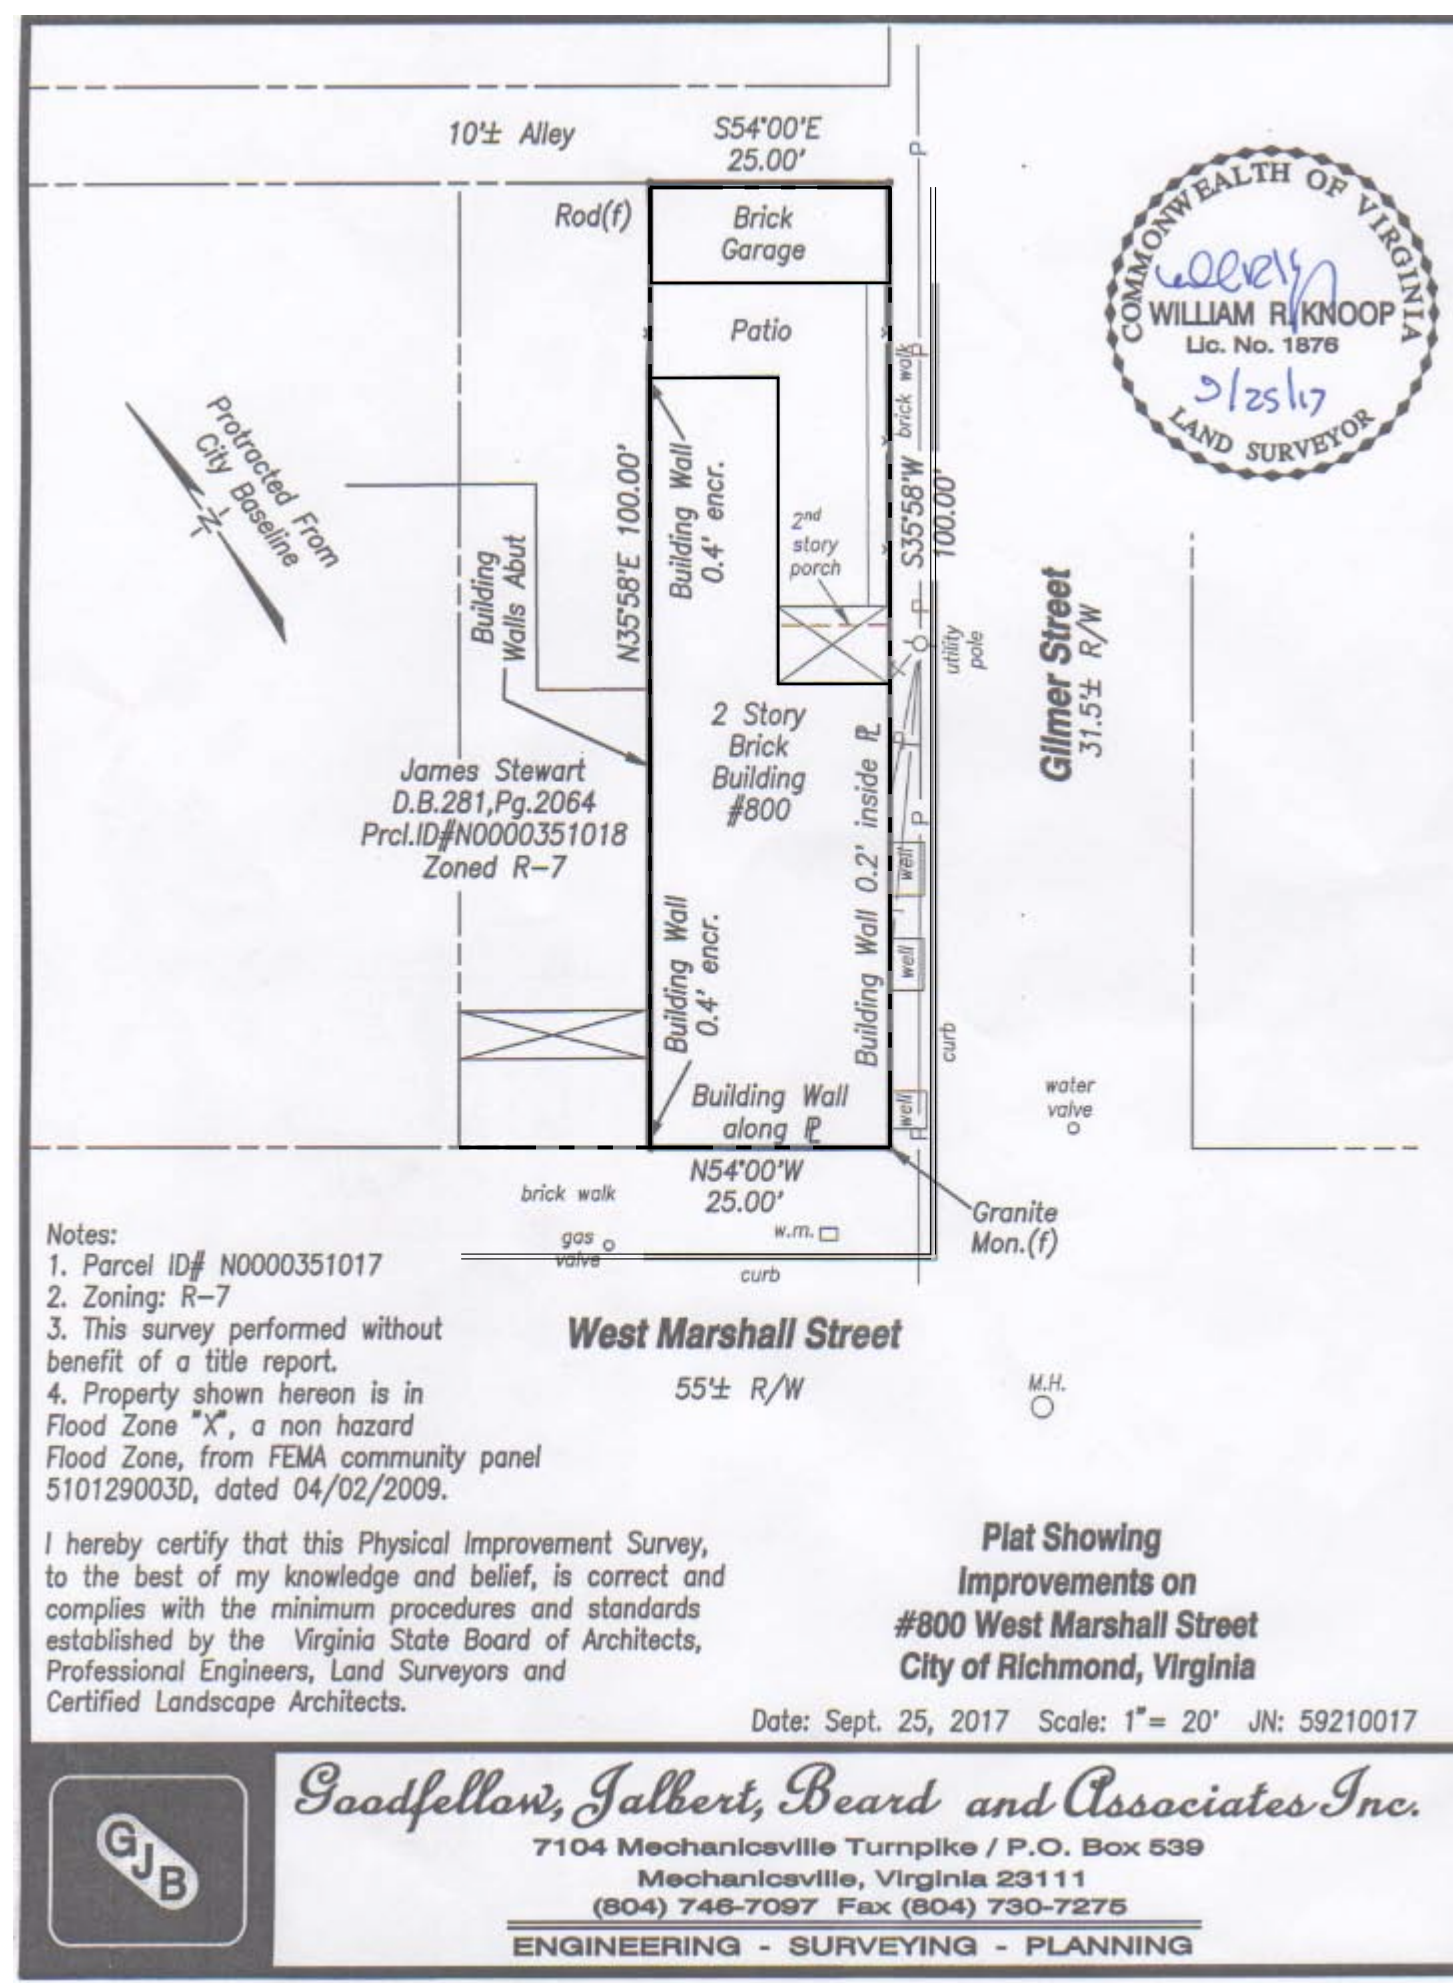 10'± Alley
S54°00'E
25.00'
Rod(f)
Brick
Garage
Patio
P
P
brick walk
COMMONWEALTH OF VIRGINIA
WILLIAM R. KNOOP
Lic. No. 1876
9/25/17
LAND SURVEYOR
Protracted From
City Baseline
N
N35°58'E 100.00'
Building Wall
0.4' encr.
2nd
story
porch
S35°58'W
100.00'
Building
Walls Abut
P
utility
pole
Gilmer Street
31.5'± R/W
2 Story
Brick
Building
#800
James Stewart
D.B.281,Pg.2064
Prcl.ID#N0000351018
Zoned R-7
Building Wall 0.2' inside PL
P
P
well
well
well
P
Building Wall
0.4' encr.
curb
water
valve
Building Wall
along PL
N54°00'W
25.00'
brick walk
gas
valve
w.m.
curb
Granite
Mon.(f)
West Marshall Street
55'± R/W
M.H.
Notes:
1. Parcel ID# N0000351017
2. Zoning: R-7
3. This survey performed without
benefit of a title report.
4. Property shown hereon is in
Flood Zone "X", a non hazard
Flood Zone, from FEMA community panel
510129003D, dated 04/02/2009.
I hereby certify that this Physical Improvement Survey,
to the best of my knowledge and belief, is correct and
complies with the minimum procedures and standards
established by the Virginia State Board of Architects,
Professional Engineers, Land Surveyors and
Certified Landscape Architects.
Plat Showing
Improvements on
#800 West Marshall Street
City of Richmond, Virginia
Date: Sept. 25, 2017 Scale: 1"= 20' JN: 59210017
GJB
Goodfellow, Jalbert, Beard and Associates Inc.
7104 Mechanicsville Turnpike / P.O. Box 539
Mechanicsville, Virginia 23111
(804) 746-7097 Fax (804) 730-7275
ENGINEERING - SURVEYING - PLANNING